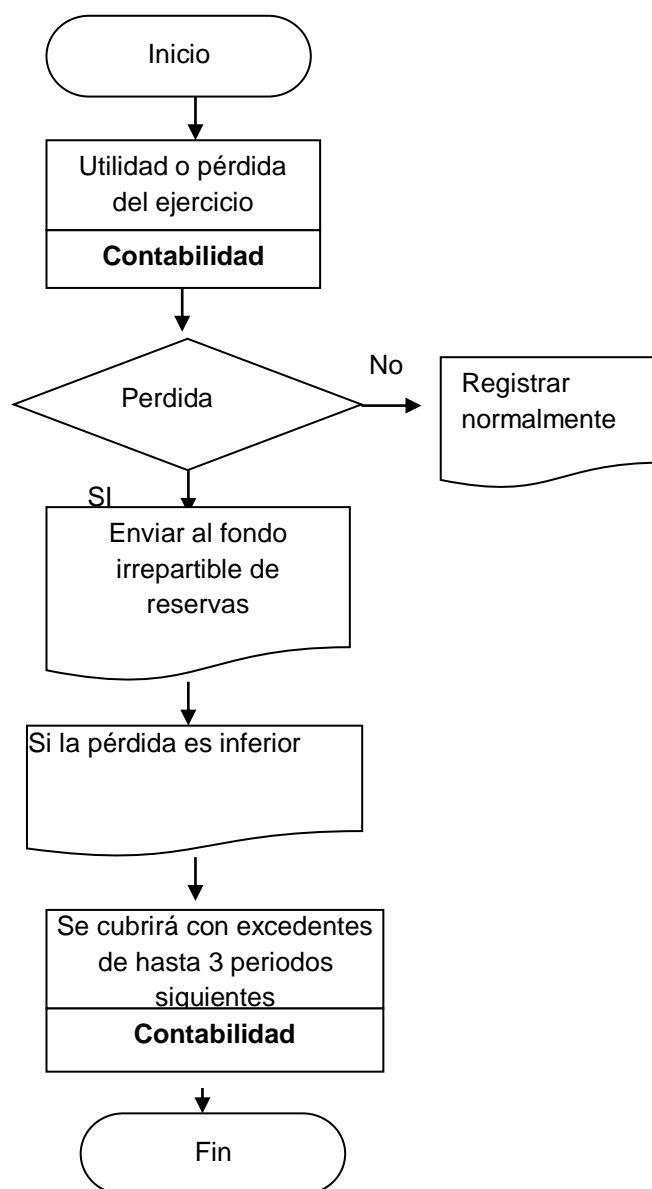 Inicio
Utilidad o pérdida
del ejercicio
Contabilidad
Perdida
No
Registrar
normalmente
SI
Enviar al fondo
irrepartible de
reservas
Si la pérdida es inferior
Se cubrirá con excedentes
de hasta 3 periodos
siguientes
Contabilidad
Fin